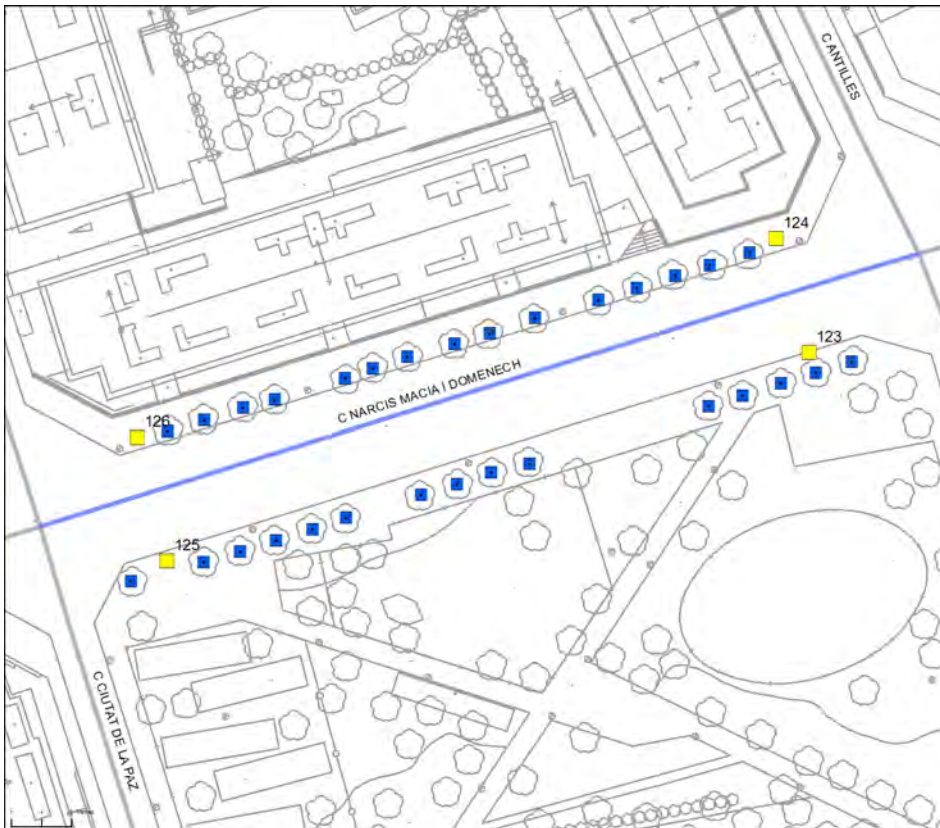 C ANTILLES
124
123
C NARCIS MACIA I DOMENECH
126
125
C CIUTAT DE LA PAZ